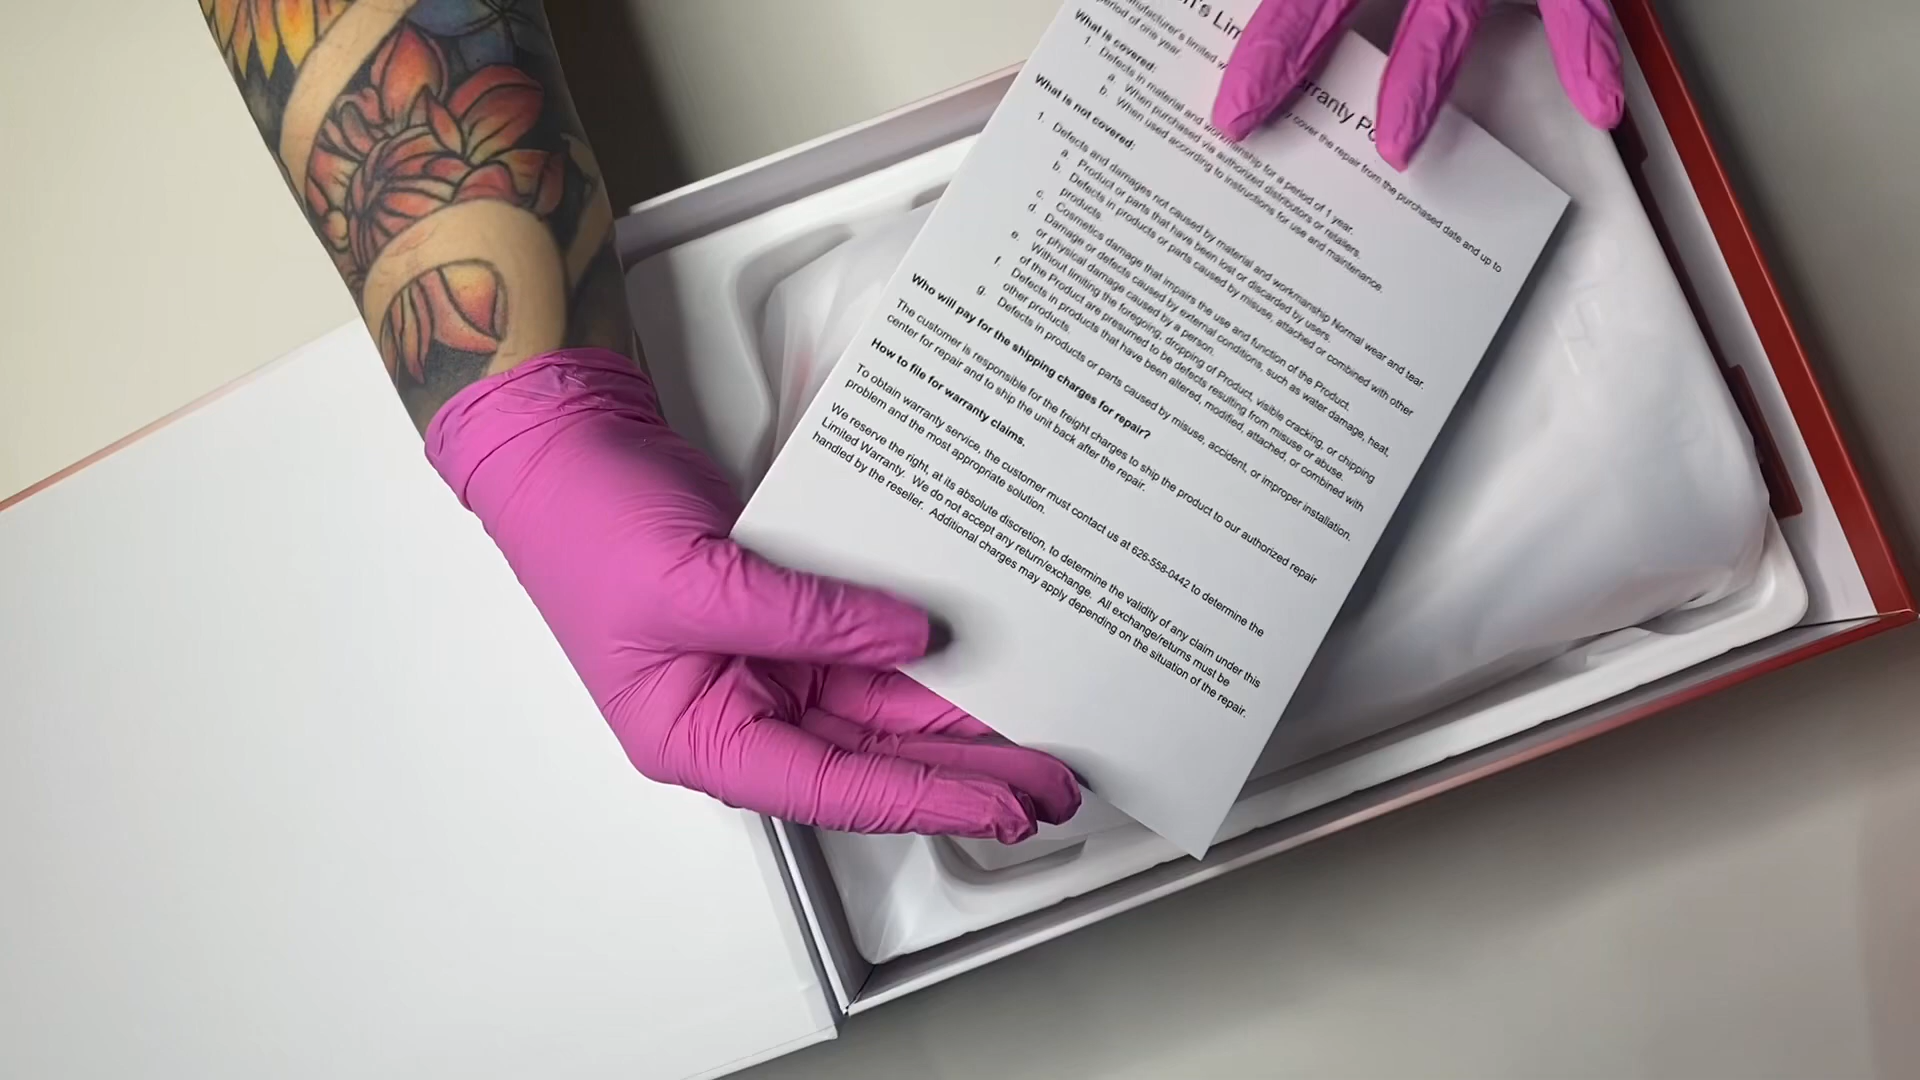 n's Lim
rranty Po
anufacturer's limited w
y cover the repair from the purchased date and up to
period of one year.
What is covered:
1. Defects in material and workmanship for a period of 1 year.
a. When purchased via authorized distributors or retailers.
b. When used according to instructions for use and maintenance.
What is not covered:
1. Defects and damages not caused by material and workmanship Normal wear and tear.
a. Product or parts that have been lost or discarded by users.
b. Defects in products or parts caused by misuse, attach or combined with other
products.
c. Cosmetics damage that impairs the use and function of the Product.
d. Damage or defects caused by external conditions, such as water damage, heat,
or physical damage caused by a person.
e. Without limiting the foregoing, dropping of Product, visible cracking, or chipping
of the Product are presumed to be defects resulting from misuse or abuse.
f. Defects in products that have been altered, modified, attached, or combined with
other products.
g. Defects in products or parts caused by misuse, accident, or improper installation.
Who will pay for the shipping charges for repair?
The customer is responsible for the freight charges to ship the product to our authorized repair
center for repair and to ship the unit back after the repair.
How to file for warranty claims.
To obtain warranty service, the customer must contact us at 626-558-0442 to determine the
problem and the most appropriate solution.
We reserve the right, at its absolute discretion, to determine the validity of any claim under this
Limited Warranty. We do not accept any return/exchange. All exchange/returns must be
handled by the reseller. Additional charges may apply depending on the situation of the repair.